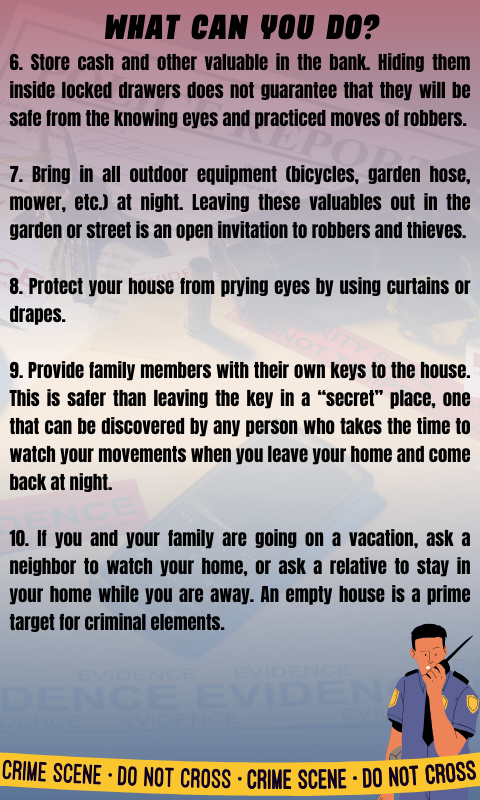 WHAT CAN YOU DO?
6. Store cash and other valuable in the bank. Hiding them
inside locked drawers does not guarantee that they will be
safe from the knowing eyes and practiced moves of robbers.
7. Bring in all outdoor equipment (bicycles, garden hose,
mower, etc.) at night. Leaving these valuables out in the
garden or street is an open invitation to robbers and thieves.
8. Protect your house from prying eyes by using curtains or
drapes.
9. Provide family members with their own keys to the house.
This is safer than leaving the key in a “secret” place, one
that can be discovered by any person who takes the time to
watch your movements when you leave your home and come
back at night.
10. If you and your family are going on a vacation, ask a
neighbor to watch your home, or ask a relative to stay in
your home while you are away. An empty house is a prime
target for criminal elements.
POLICE REPORT
EVIDENCE EVIDENCE
CRIME SCENE · DO NOT CROSS · CRIME SCENE · DO NOT CROSS